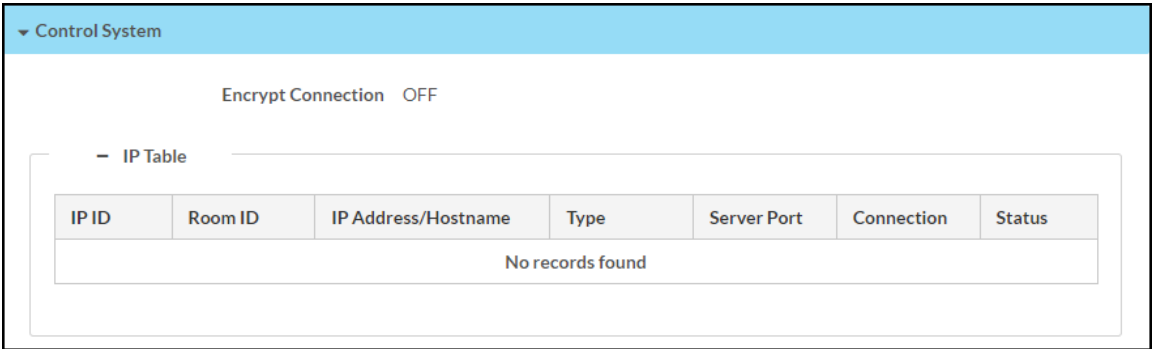 Control System
Encrypt Connection OFF
− IP Table
IP ID Room ID IP Address/Hostname Type Server Port Connection Status
No records found